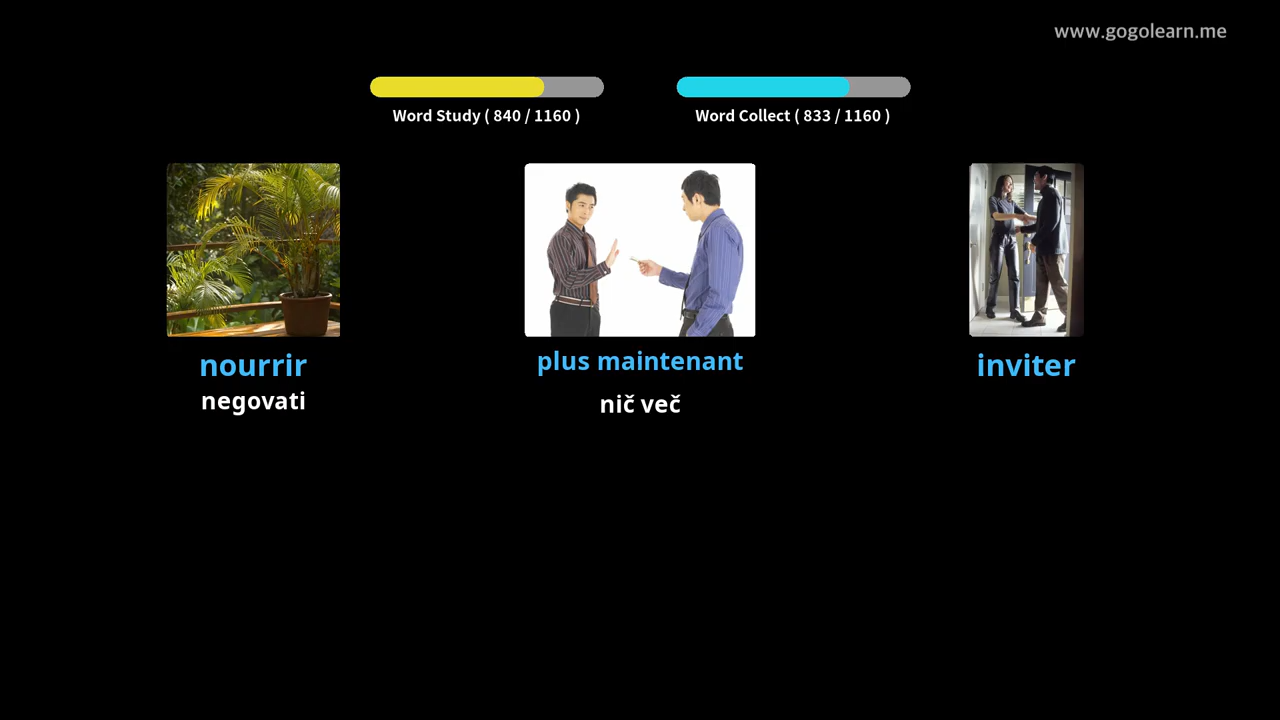 www.gogolearn.me
Word Study ( 840 / 1160 )
Word Collect ( 833 / 1160 )
nourrir
negovati
plus maintenant
nič več
inviter